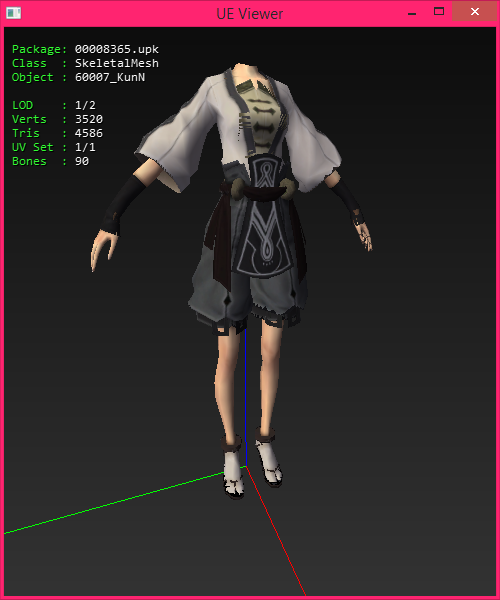 UE Viewer
Package: 00008365.upk
Class  : SkeletalMesh
Object : 60007_KunN
LOD    : 1/2
Verts  : 3520
Tris   : 4586
UV Set : 1/1
Bones  : 90